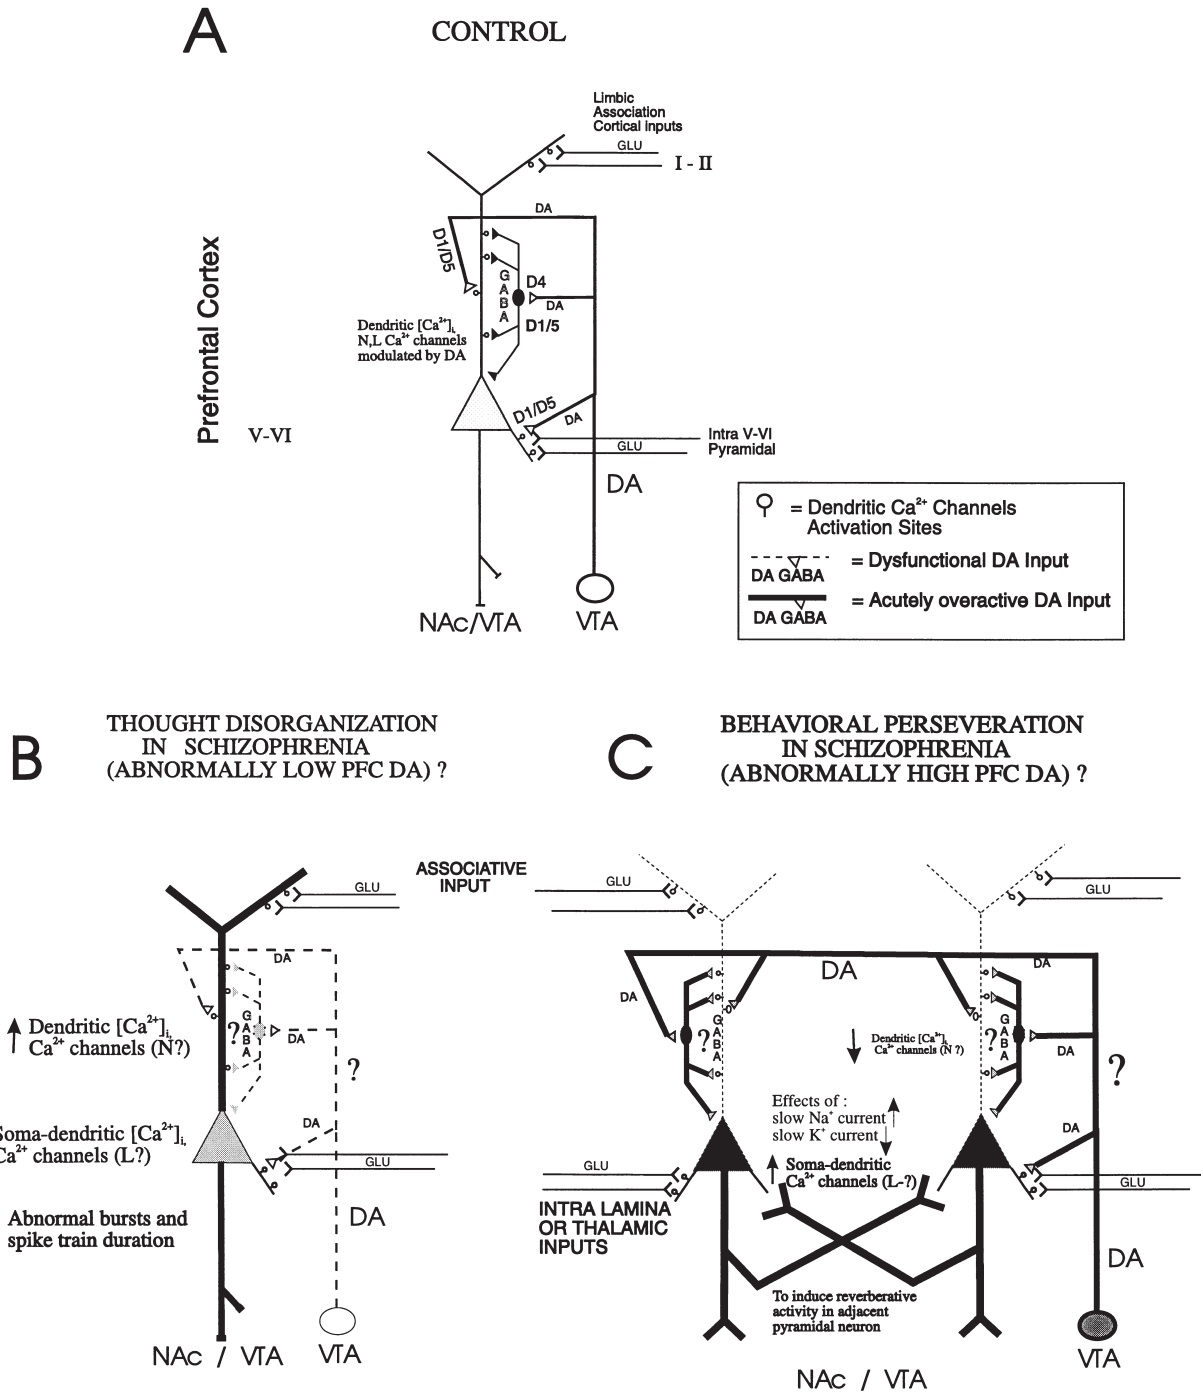 A
CONTROL
Limbic
Association
Cortical inputs
GLU
I - II
DA
D1/D5
GABA
D4
DA
D1/5
Dendritic [Ca²⁺]i,
N,L Ca²⁺ channels
modulated by DA
Prefrontal Cortex
V-VI
D1/D5
DA
Intra V-VI
Pyramidal
GLU
DA
NAc/VTA
VTA
= Dendritic Ca²⁺ Channels
Activation Sites
DA GABA
= Dysfunctional DA Input
DA GABA
= Acutely overactive DA Input
B
THOUGHT DISORGANIZATION
IN SCHIZOPHRENIA
(ABNORMALLY LOW PFC DA) ?
GLU
DA
GABA
?
DA
?
Dendritic [Ca²⁺]i,
Ca²⁺ channels (N?)
Soma-dendritic [Ca²⁺]i,
Ca²⁺ channels (L?)
DA
GLU
Abnormal bursts and
spike train duration
DA
NAc / VTA
VTA
C
BEHAVIORAL PERSEVERATION
IN SCHIZOPHRENIA
(ABNORMALLY HIGH PFC DA) ?
ASSOCIATIVE
INPUT
GLU
GLU
DA
DA
DA
?
GABA
Dendritic [Ca²⁺]i,
Ca²⁺ channels (N ?)
?
GABA
DA
?
Effects of :
slow Na⁺ current
slow K⁺ current
Soma-dendritic
Ca²⁺ channels (L-?)
DA
GLU
GLU
INTRA LAMINA
OR THALAMIC
INPUTS
DA
To induce reverberative
activity in adjacent
pyramidal neuron
VTA
NAc / VTA